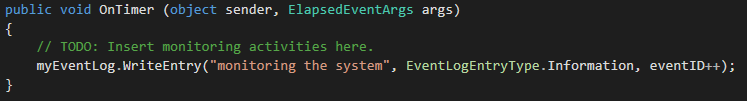 public void OnTimer (object sender, ElapsedEventArgs args)
{
// TODO: Insert monitoring activities here.
myEventLog.WriteEntry("monitoring the system", EventLogEntryType.Information, eventID++);
}